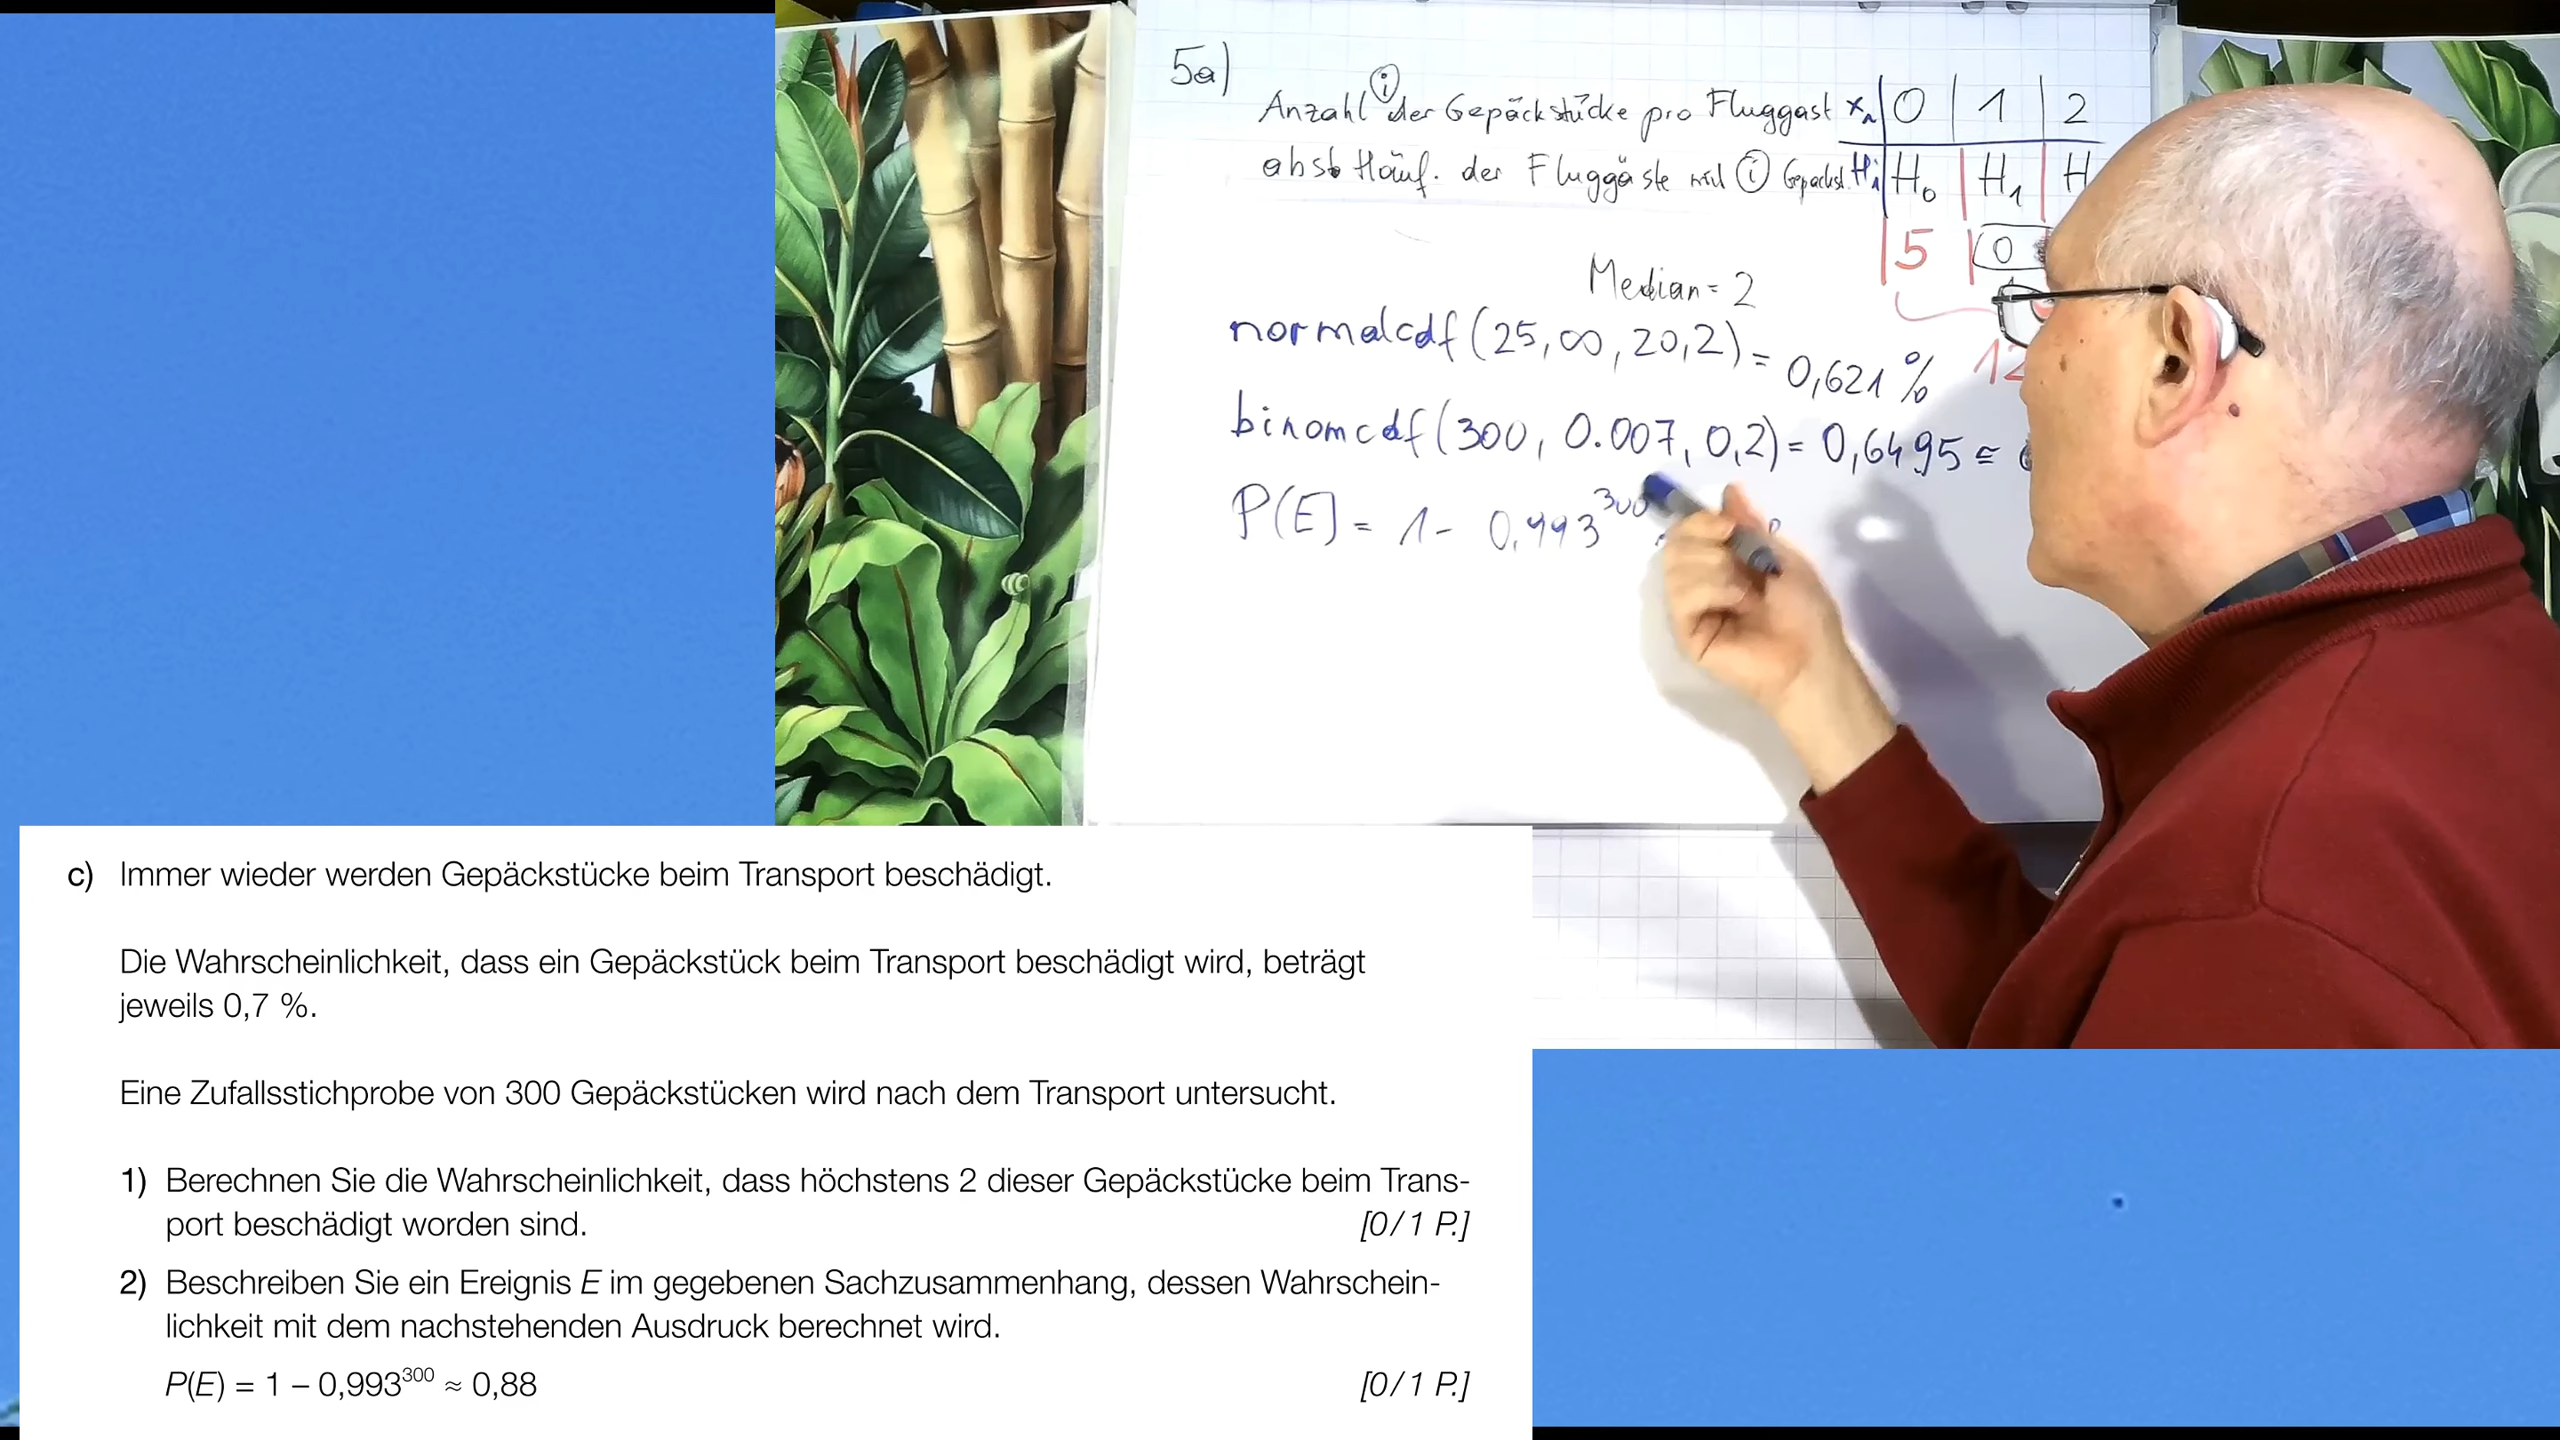 5a)
Anzahl (i) der Gepäckstücke pro Fluggast xᵢ | 0 | 1 | 2
abs. Häuf. der Fluggäste mit (i) Gepäckst. Hᵢ | H₀ | H₁ | H
5 | 0
Median = 2
normalcdf (25, ∞, 20, 2) = 0,621 %
12
binomcdf (300, 0.007, 0, 2) = 0,6495 ≅
P(E) = 1 - 0,993³⁰⁰
c) Immer wieder werden Gepäckstücke beim Transport beschädigt.
Die Wahrscheinlichkeit, dass ein Gepäckstück beim Transport beschädigt wird, beträgt
jeweils 0,7 %.
Eine Zufallsstichprobe von 300 Gepäckstücken wird nach dem Transport untersucht.
1) Berechnen Sie die Wahrscheinlichkeit, dass höchstens 2 dieser Gepäckstücke beim Trans-
port beschädigt worden sind. [0/1 P.]
2) Beschreiben Sie ein Ereignis E im gegebenen Sachzusammenhang, dessen Wahrschein-
lichkeit mit dem nachstehenden Ausdruck berechnet wird.
P(E) = 1 – 0,993³⁰⁰ ≈ 0,88 [0/1 P.]